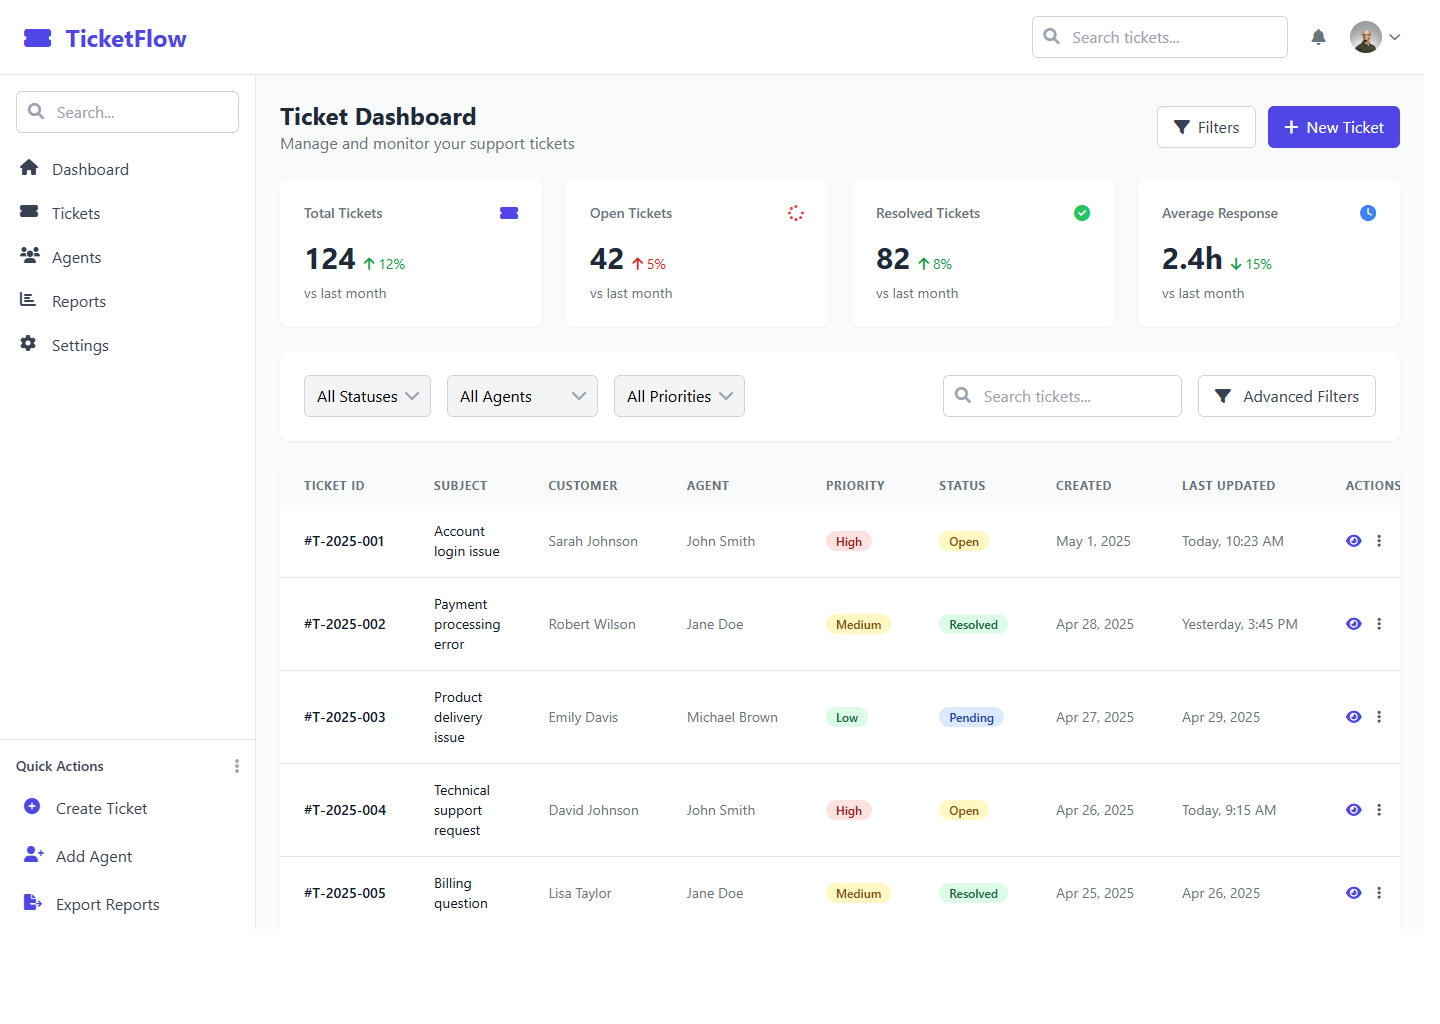 TicketFlow
Search tickets...
Search...
Dashboard
Tickets
Agents
Reports
Settings
Quick Actions
Create Ticket
Add Agent
Export Reports
Ticket Dashboard
Manage and monitor your support tickets
Filters
New Ticket
Total Tickets
124 12%
vs last month
Open Tickets
42 5%
vs last month
Resolved Tickets
82 8%
vs last month
Average Response
2.4h 15%
vs last month
All Statuses
All Agents
All Priorities
Search tickets...
Advanced Filters
TICKET ID SUBJECT CUSTOMER AGENT PRIORITY STATUS CREATED LAST UPDATED ACTIONS
#T-2025-001 Account login issue Sarah Johnson John Smith High Open May 1, 2025 Today, 10:23 AM
#T-2025-002 Payment processing error Robert Wilson Jane Doe Medium Resolved Apr 28, 2025 Yesterday, 3:45 PM
#T-2025-003 Product delivery issue Emily Davis Michael Brown Low Pending Apr 27, 2025 Apr 29, 2025
#T-2025-004 Technical support request David Johnson John Smith High Open Apr 26, 2025 Today, 9:15 AM
#T-2025-005 Billing question Lisa Taylor Jane Doe Medium Resolved Apr 25, 2025 Apr 26, 2025